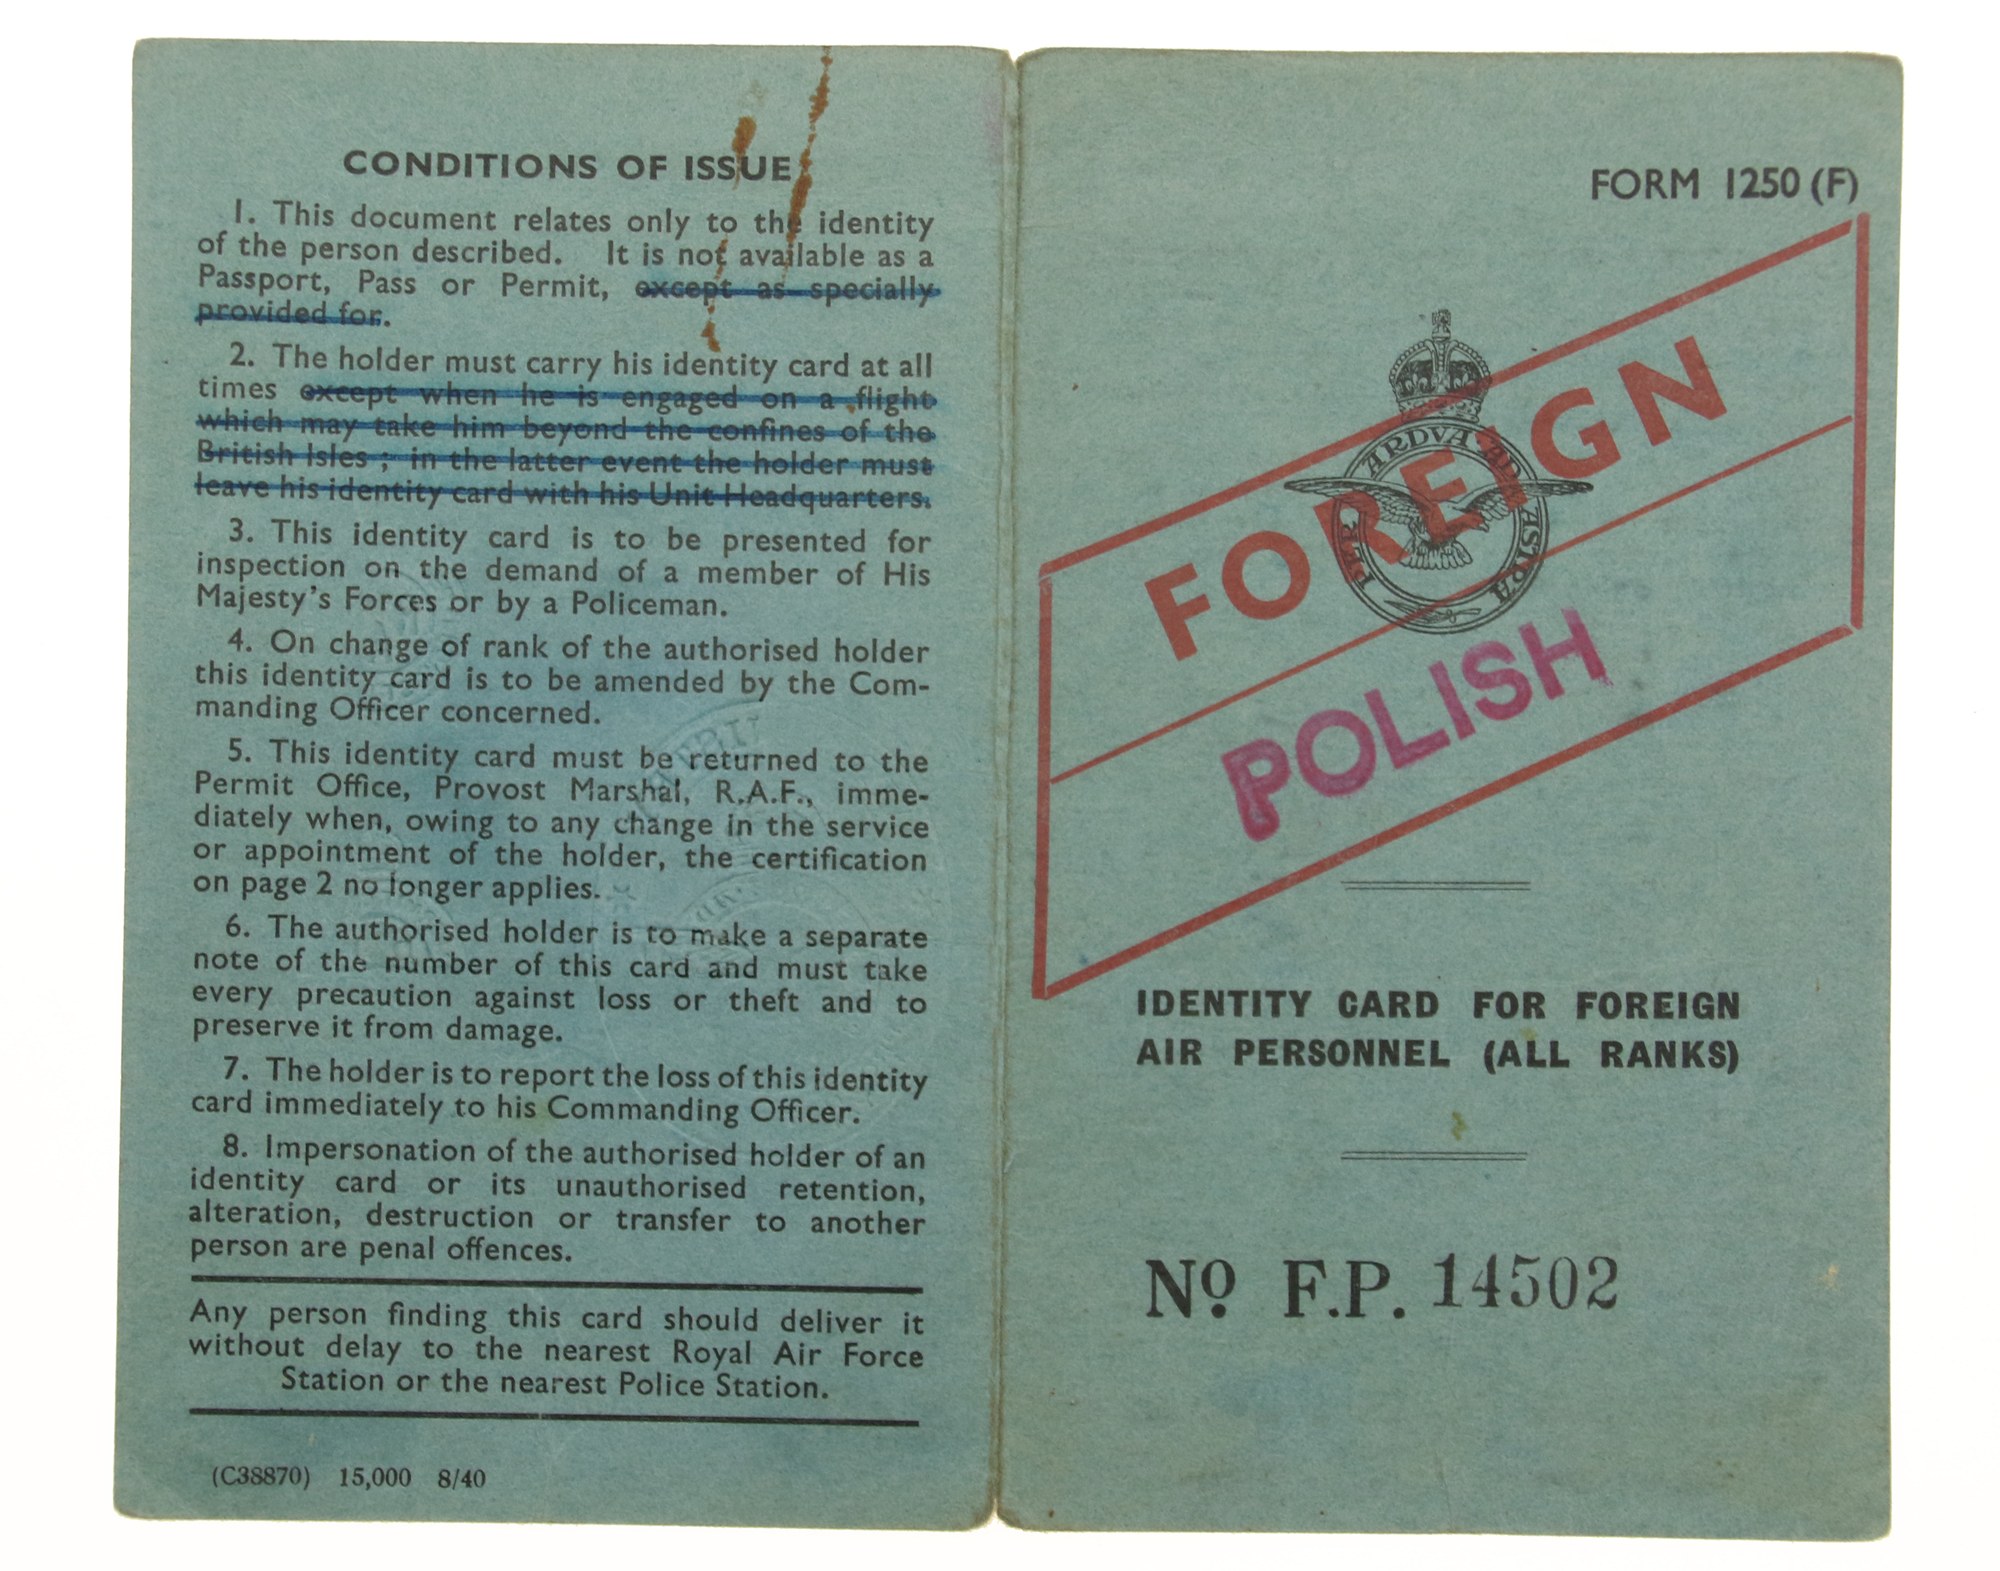 CONDITIONS OF ISSUE
1. This document relates only to the identity
of the person described. It is not available as a
Passport, Pass or Permit, except as specially
provided for.
2. The holder must carry his identity card at all
times except when he is engaged on a flight
which may take him beyond the confines of the
British Isles ; in the latter event the holder must
leave his identity card with his Unit Headquarters.
3. This identity card is to be presented for
inspection on the demand of a member of His
Majesty's Forces or by a Policeman.
4. On change of rank of the authorised holder
this identity card is to be amended by the Com-
manding Officer concerned.
5. This identity card must be returned to the
Permit Office, Provost Marshal, R.A.F., imme-
diately when, owing to any change in the service
or appointment of the holder, the certification
on page 2 no longer applies.
6. The authorised holder is to make a separate
note of the number of this card and must take
every precaution against loss or theft and to
preserve it from damage.
7. The holder is to report the loss of this identity
card immediately to his Commanding Officer.
8. Impersonation of the authorised holder of an
identity card or its unauthorised retention,
alteration, destruction or transfer to another
person are penal offences.
Any person finding this card should deliver it
without delay to the nearest Royal Air Force
Station or the nearest Police Station.
(C38870) 15,000 8/40
FORM 1250 (F)
PER ARDVA AD ASTRA
FOREIGN
POLISH
IDENTITY CARD FOR FOREIGN
AIR PERSONNEL (ALL RANKS)
No F.P. 14502